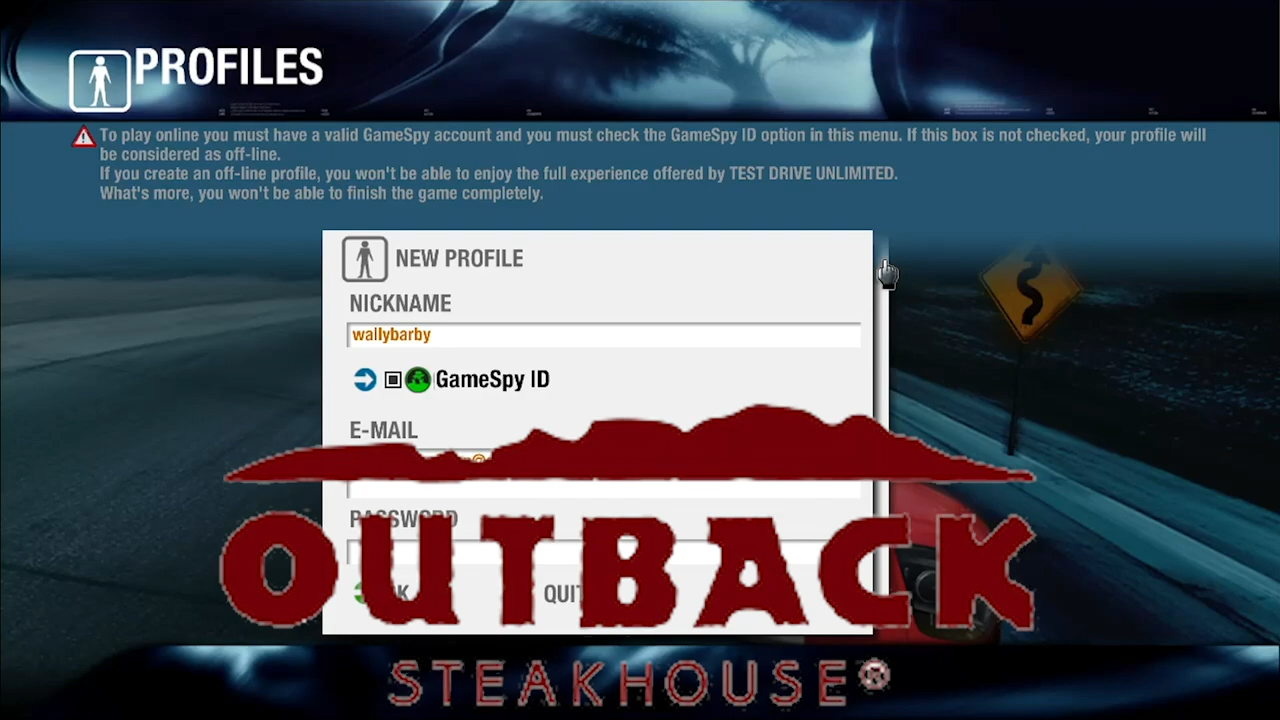 PROFILES
To play online you must have a valid GameSpy account and you must check the GameSpy ID option in this menu. If this box is not checked, your profile will
be considered as off-line.
If you create an off-line profile, you won't be able to enjoy the full experience offered by TEST DRIVE UNLIMITED.
What's more, you won't be able to finish the game completely.
NEW PROFILE
NICKNAME
wallybarby
GameSpy ID
E-MAIL
@
PASSWORD
QUIT
OUTBACK
STEAKHOUSE®